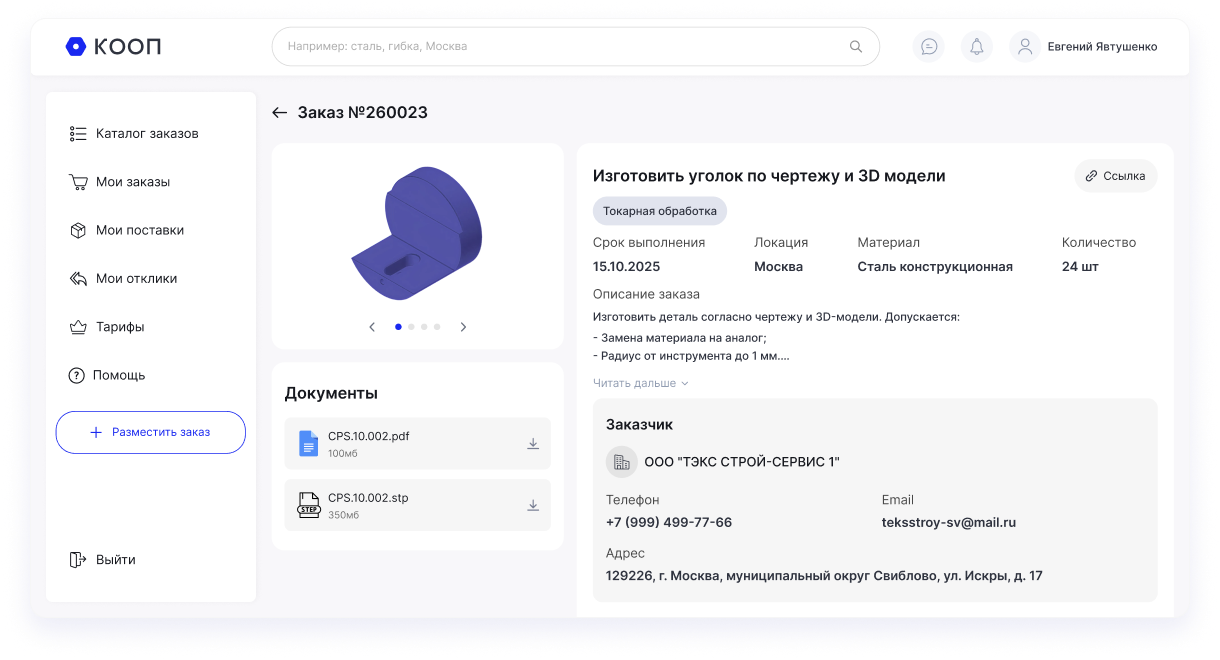 КООП
Например: сталь, гибка, Москва
Евгений Явтушенко
Каталог заказов
Мои заказы
Мои поставки
Мои отклики
Тарифы
Помощь
Разместить заказ
Выйти
Заказ №260023
Документы
CPS.10.002.pdf
100мб
STEP
CPS.10.002.stp
350мб
Изготовить уголок по чертежу и 3D модели
Ссылка
Токарная обработка
Срок выполнения Локация Материал Количество
15.10.2025 Москва Сталь конструкционная 24 шт
Описание заказа
Изготовить деталь согласно чертежу и 3D-модели. Допускается:
- Замена материала на аналог;
- Радиус от инструмента до 1 мм....
Читать дальше
Заказчик
ООО "ТЭКС СТРОЙ-СЕРВИС 1"
Телефон Email
+7 (999) 499-77-66 teksstroy-sv@mail.ru
Адрес
129226, г. Москва, муниципальный округ Свиблово, ул. Искры, д. 17